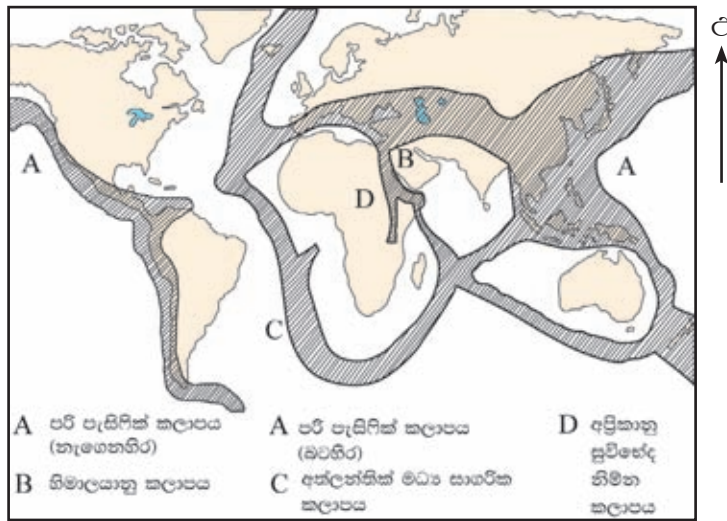 උ
A
B
A
D
C
A පරි පැසිෆික් කලාපය
(නැගෙනහිර)
B හිමාලයානු කලාපය
A පරි පැසිෆික් කලාපය
(බටහිර)
C අත්ලන්තික් මධ්‍ය සාගරික
කලාපය
D අප්‍රිකානු
සුවිභේද
නිම්න
කලාපය